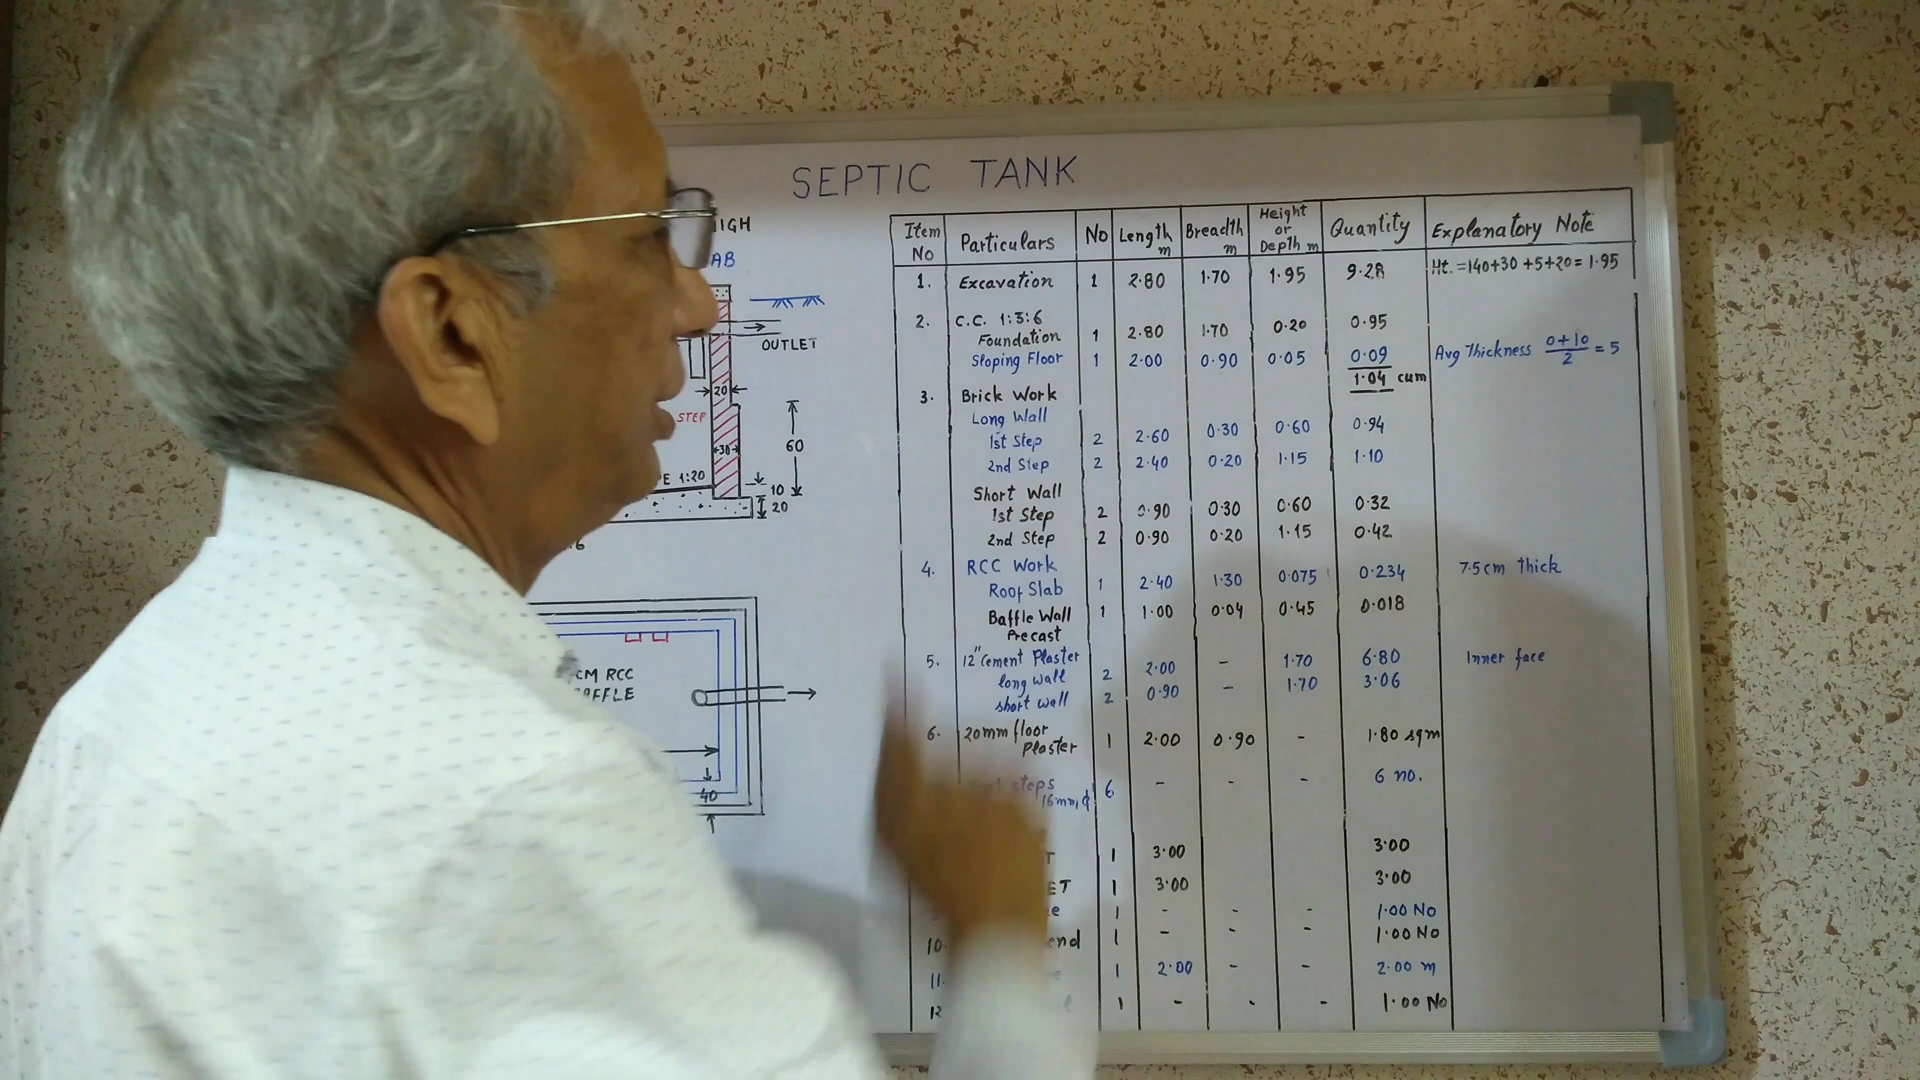 SEPTIC TANK
IGH
AB
OUTLET
20
STEP
60
30
E 1:20
10
20
6
CM RCC
AFFLE
40
Item No Particulars No Length m Breadth m Height or Depth m Quantity Explanatory Note
1. Excavation 1 2.80 1.70 1.95 9.28 Ht. =140+30+5+20= 1.95
2. C.C. 1:3:6
Foundation 1 2.80 1.70 0.20 0.95
Sloping Floor 1 2.00 0.90 0.05 0.09 Avg Thickness 0+10/2 = 5
1.04 cum
3. Brick Work
Long Wall
1st Step 2 2.60 0.30 0.60 0.94
2nd Step 2 2.40 0.20 1.15 1.10
Short Wall
1st Step 2 0.90 0.30 0.60 0.32
2nd Step 2 0.90 0.20 1.15 0.42
4. RCC Work
Roof Slab 1 2.40 1.30 0.075 0.234 7.5cm thick
Baffle Wall 1 1.00 0.04 0.45 0.018
Precast
5. 12" Cement Plaster
long wall 2 2.00 - 1.70 6.80 Inner face
short wall 2 0.90 - 1.70 3.06
6. 20mm floor
Plaster 1 2.00 0.90 - 1.80 sqm
steps
16mm ϕ 6 - - - 6 no.
T 1 3.00 3.00
ET 1 3.00 3.00
e 1 - - - 1.00 No
10. end 1 - - - 1.00 No
11. 1 2.00 - - 2.00 m
12 1 - - - 1.00 No